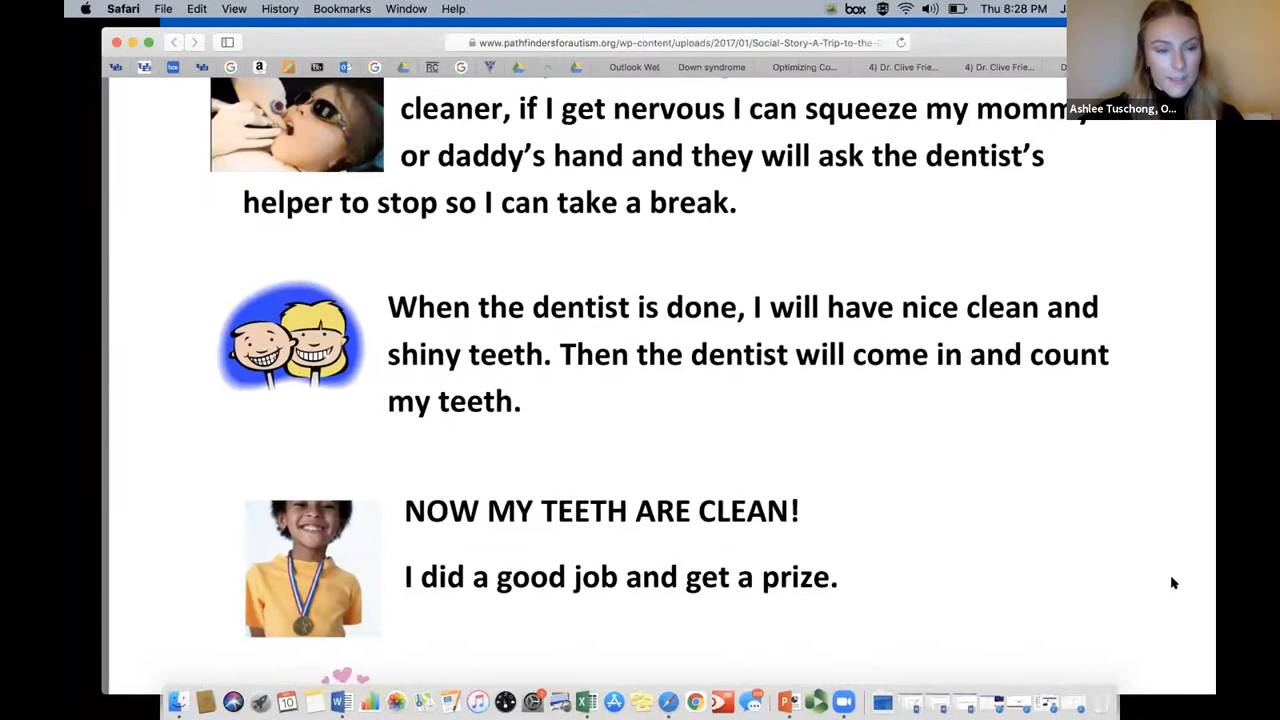 Safari File Edit View History Bookmarks Window Help box Thu 8:28 PM
www.pathfindersforautism.org/wp-content/uploads/2017/01/Social-Story-A-Trip-to-the-
Outlook Wel Down syndrome Optimizing Co... 4) Dr. Clive Frie... 4) Dr. Clive Frie...
Ashlee Tuschong, O...
cleaner, if I get nervous I can squeeze my mommy
or daddy's hand and they will ask the dentist's
helper to stop so I can take a break.
When the dentist is done, I will have nice clean and
shiny teeth. Then the dentist will come in and count
my teeth.
NOW MY TEETH ARE CLEAN!
I did a good job and get a prize.